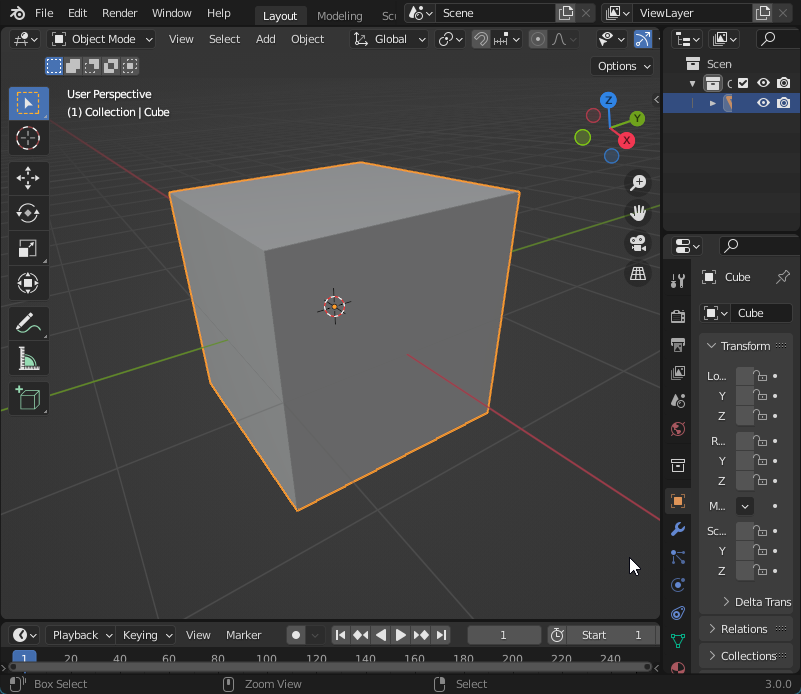 File Edit Render Window Help Layout Modeling Sc Scene ViewLayer
Object Mode View Select Add Object Global
Options
User Perspective
(1) Collection | Cube
Z
Y
X
Scen
C
Cube
Cube
Transform
Lo...
Y
Z
R...
Y
Z
M...
Sc...
Y
Z
Delta Trans
Relations
Collections
Playback Keying View Marker 1 Start 1
1 20 40 60 80 100 120 140 160 180 200 220 240
Box Select Zoom View Select 3.0.0